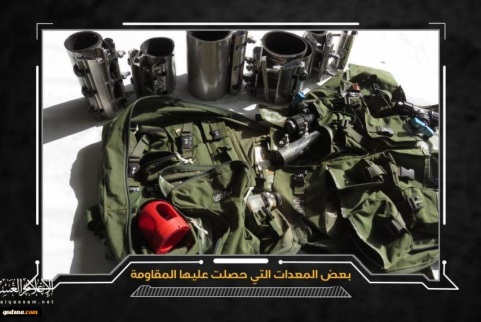 بعض المعدات التي حصلت عليها المقاومة
alqassam.net
qodsna.com